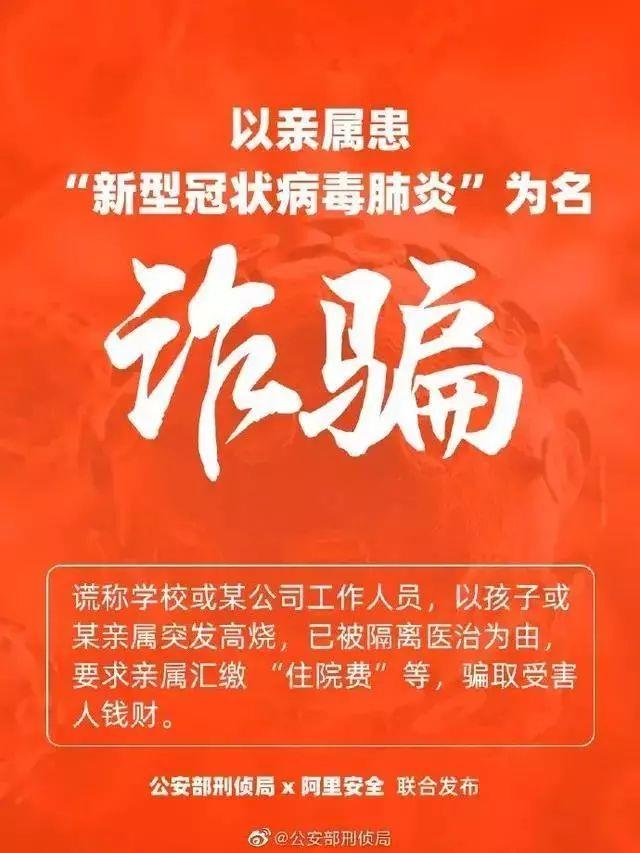 以亲属患
“新型冠状病毒肺炎”为名
诈骗
谎称学校或某公司工作人员，以孩子或
某亲属突发高烧，已被隔离医治为由，
要求亲属汇缴“住院费”等，骗取受害
人钱财。
公安部刑侦局 x 阿里安全 联合发布
@公安部刑侦局